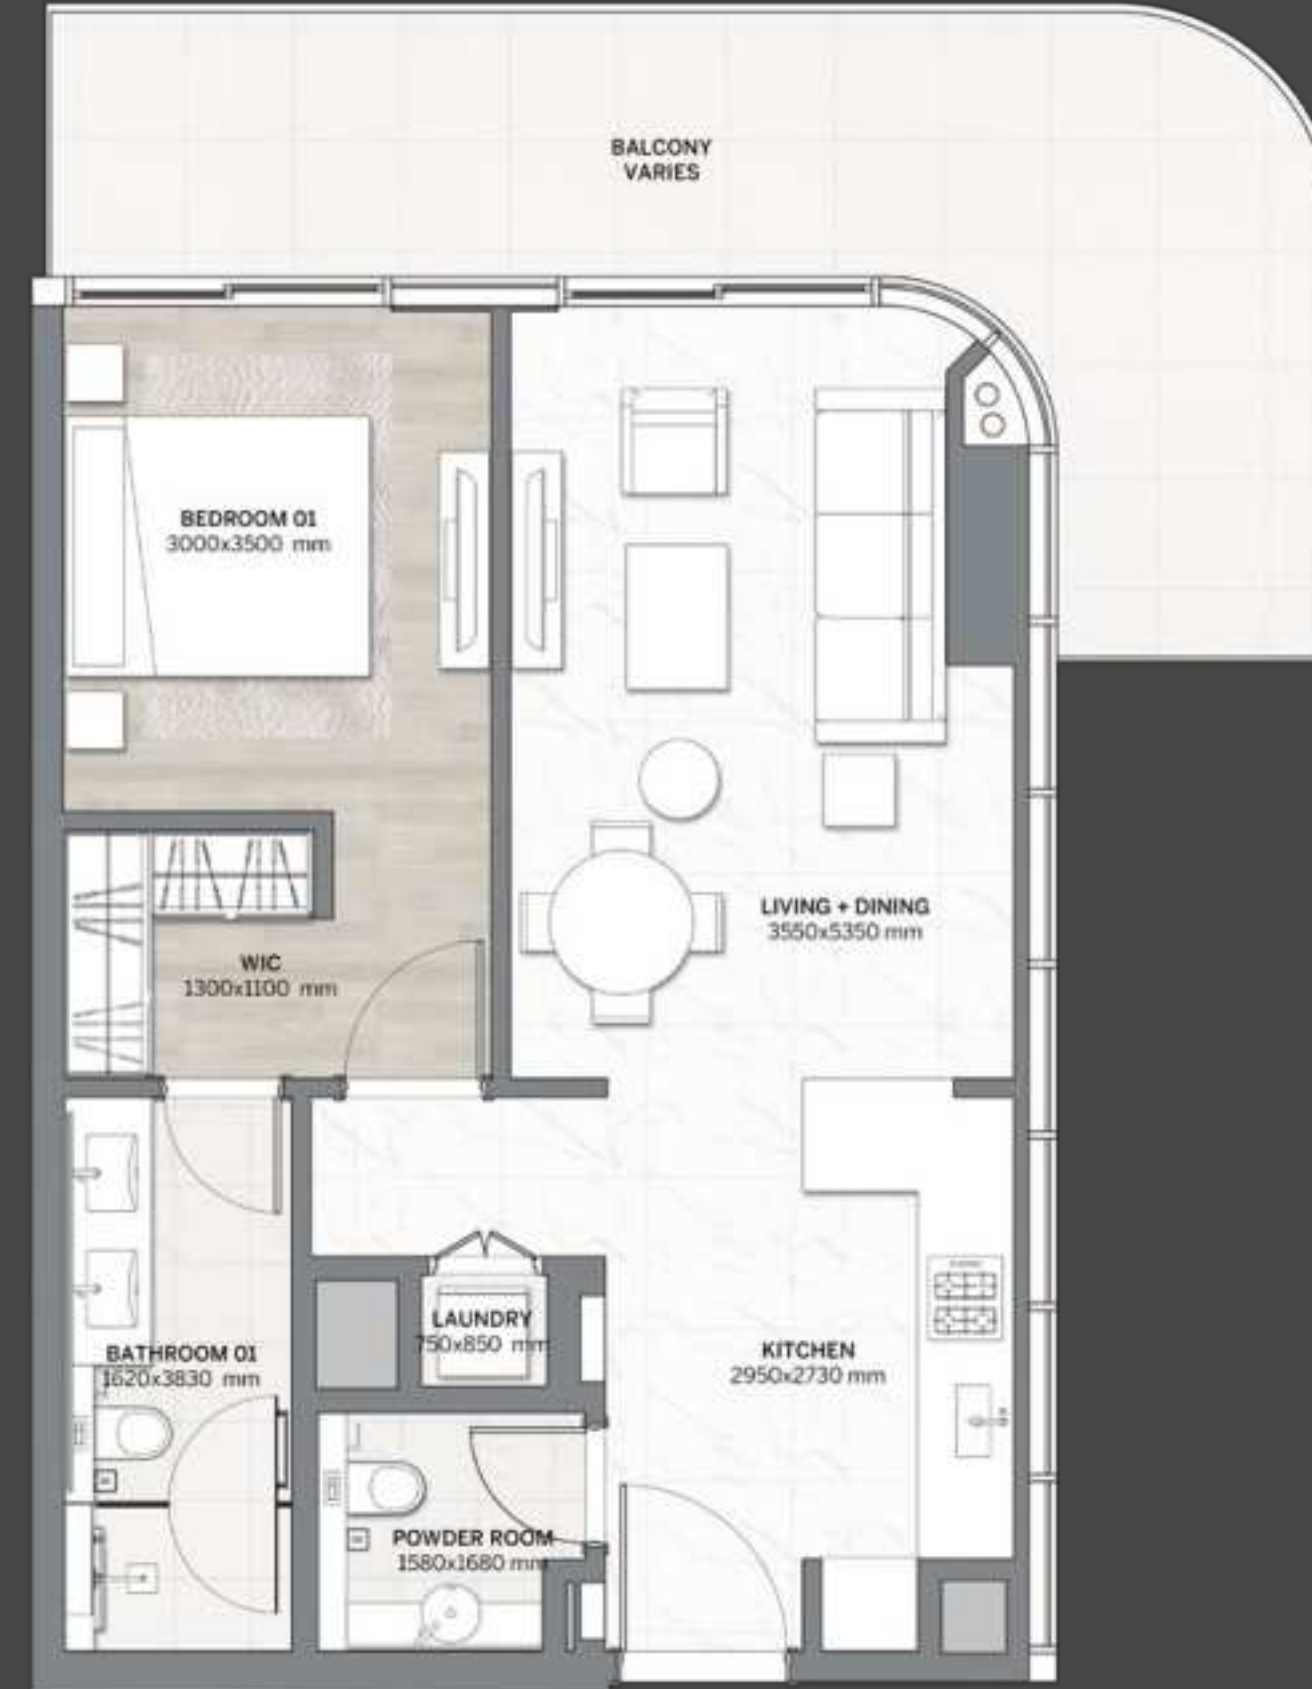 BALCONY
VARIES
BEDROOM 01
3000x3500 mm
LIVING + DINING
3550x5350 mm
WIC
1300x1100 mm
LAUNDRY
750x850 mm
BATHROOM 01
1620x3830 mm
KITCHEN
2950x2730 mm
POWDER ROOM
1580x1680 mm